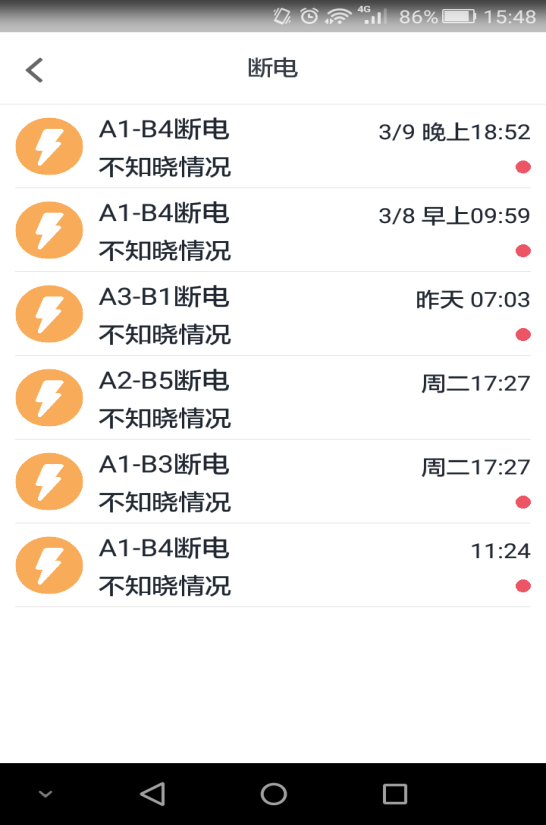 4G 86% 15:48
断电
A1-B4断电 3/9 晚上18:52
不知晓情况
A1-B4断电 3/8 早上09:59
不知晓情况
A3-B1断电 昨天 07:03
不知晓情况
A2-B5断电 周二17:27
不知晓情况
A1-B3断电 周二17:27
不知晓情况
A1-B4断电 11:24
不知晓情况